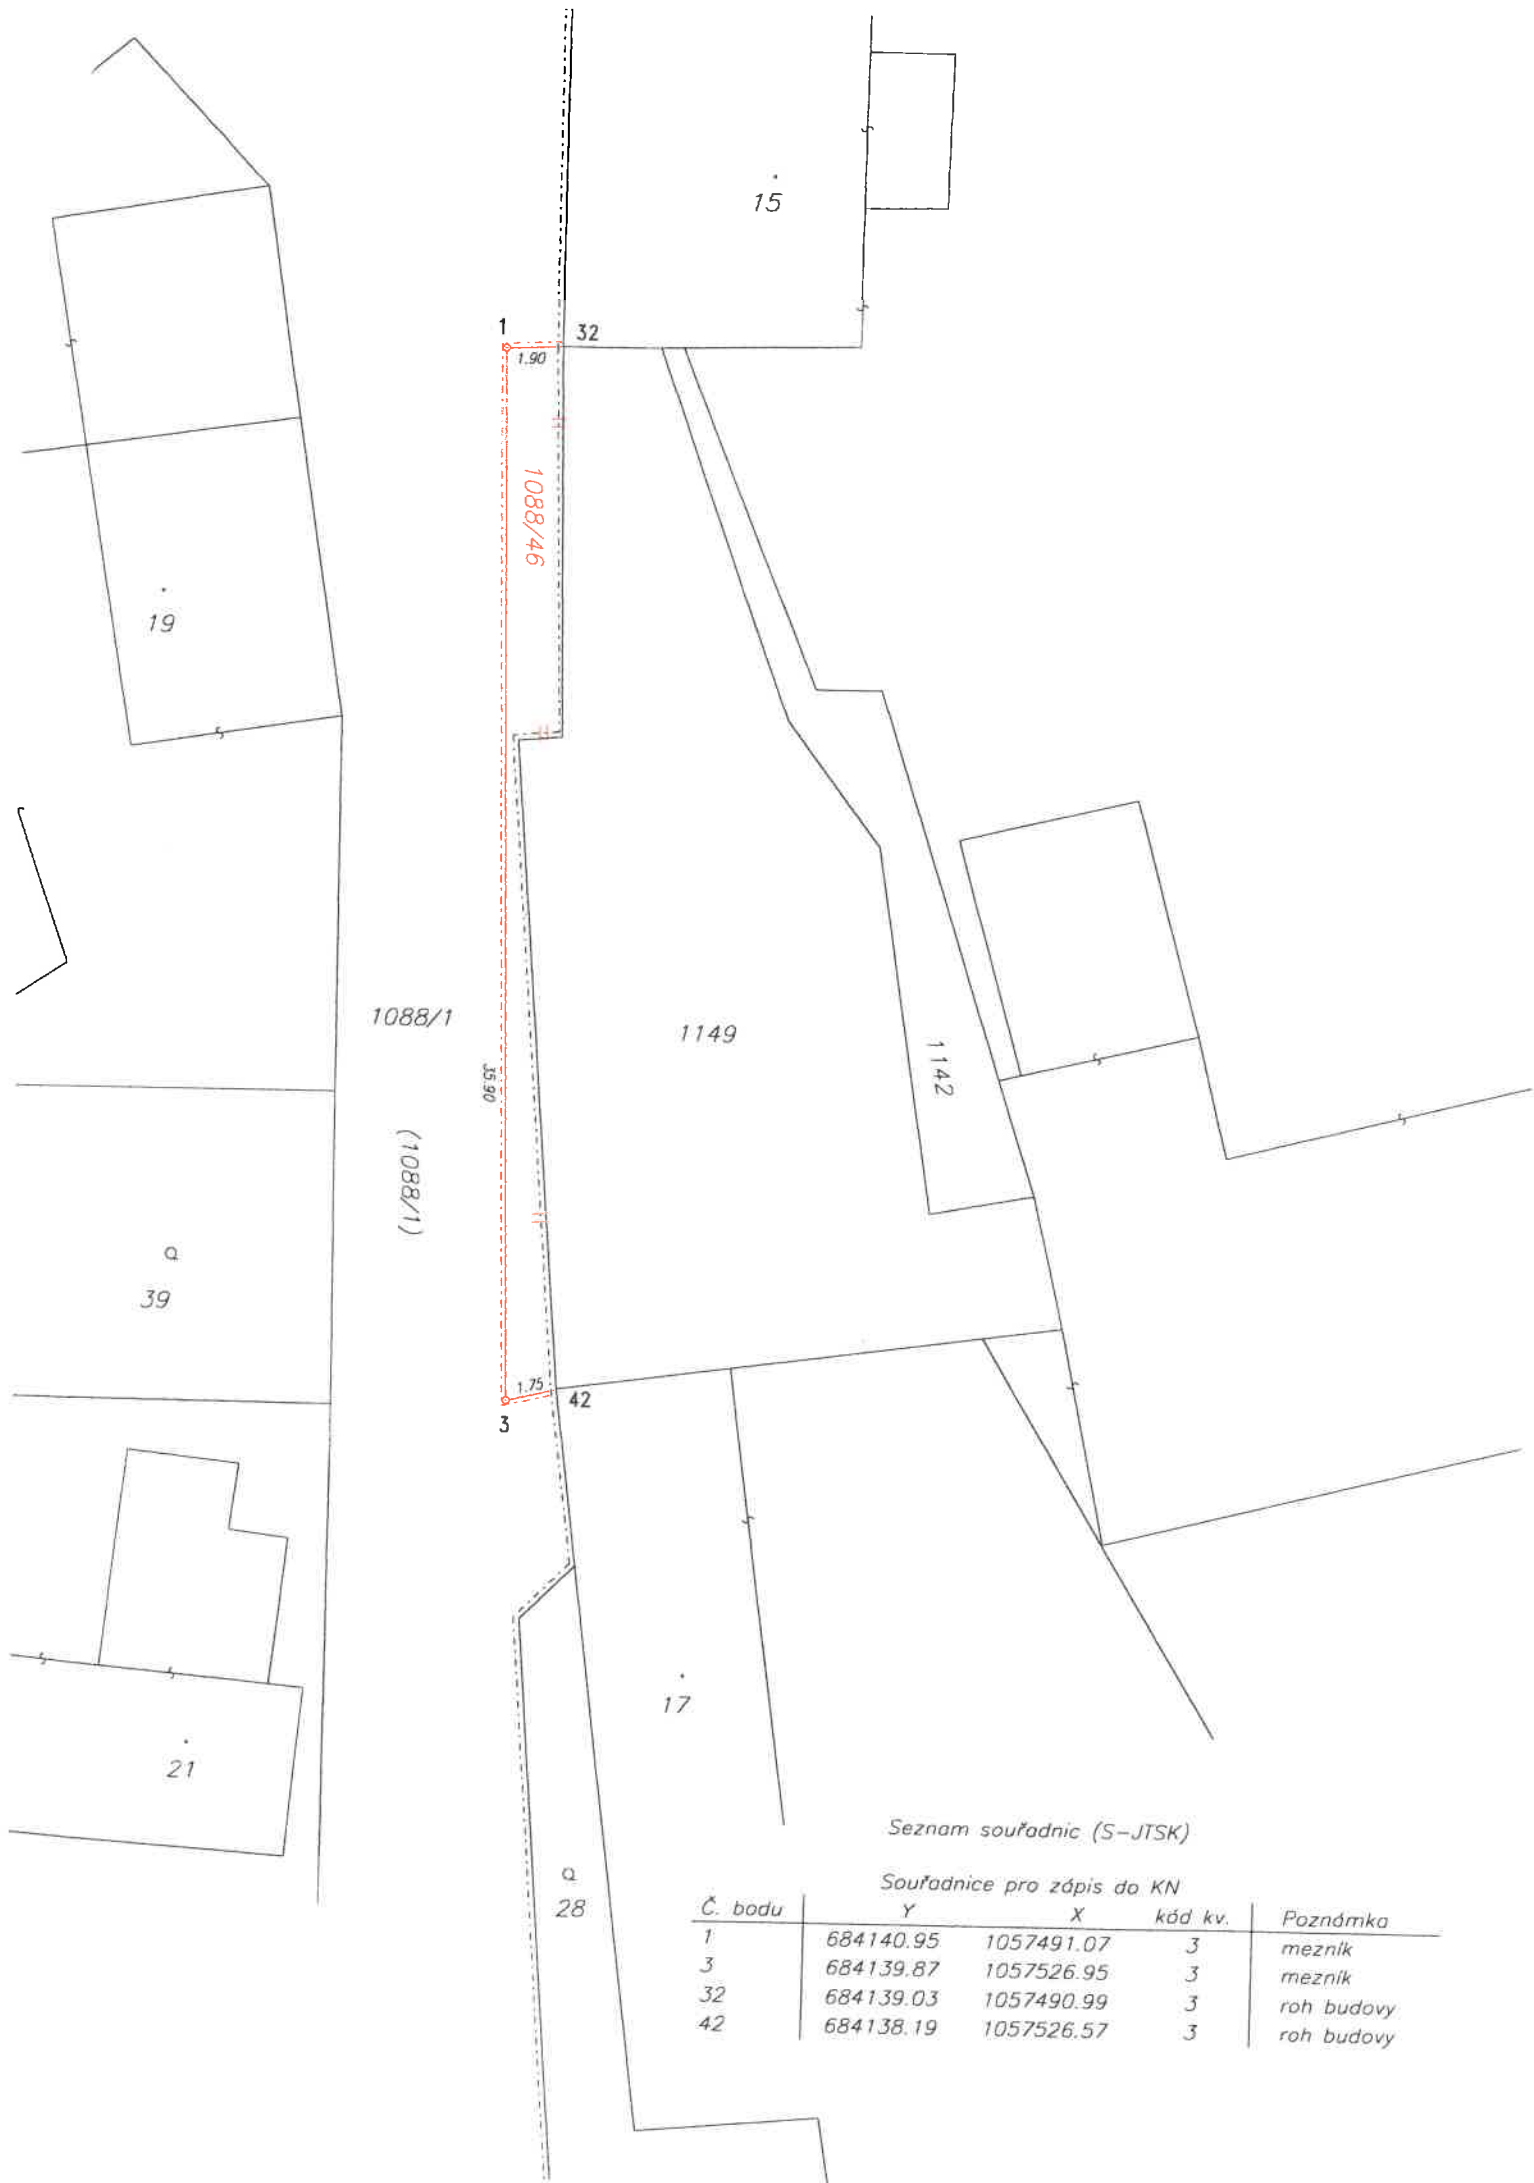 15
1
32
1.90
1088/46
19
1088/1
1149
1142
35.90
(1088/1)
39
1.75
42
3
17
21
28
Seznam souřadnic (S-JTSK)
Souřadnice pro zápis do KN
Č. bodu Y X kód kv. Poznámka
1 684140.95 1057491.07 3 mezník
3 684139.87 1057526.95 3 mezník
32 684139.03 1057490.99 3 roh budovy
42 684138.19 1057526.57 3 roh budovy